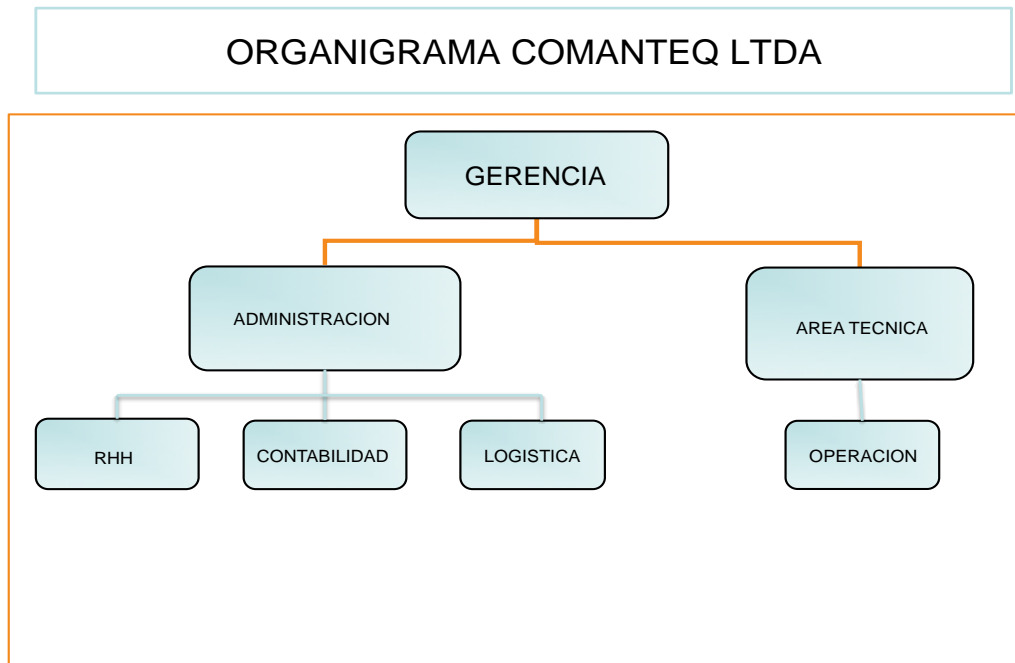 ORGANIGRAMA COMANTEQ LTDA
GERENCIA
ADMINISTRACION
AREA TECNICA
RHH
CONTABILIDAD
LOGISTICA
OPERACION